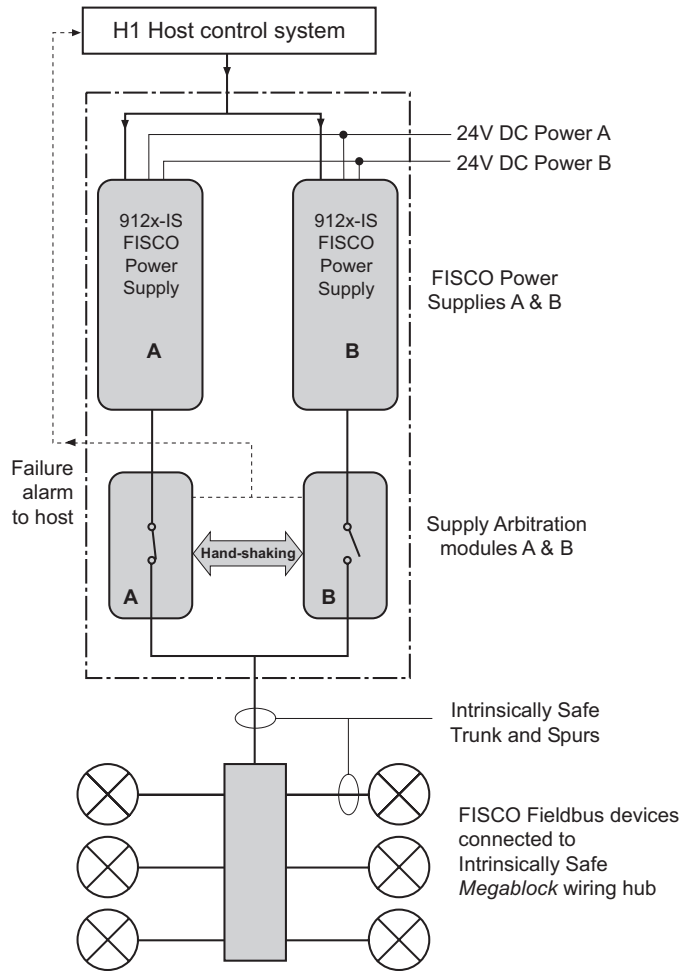 H1 Host control system
24V DC Power A
24V DC Power B
912x-IS
FISCO
Power
Supply
A
912x-IS
FISCO
Power
Supply
B
FISCO Power
Supplies A & B
Failure
alarm
to host
Hand-shaking
A
B
Supply Arbitration
modules A & B
Intrinsically Safe
Trunk and Spurs
FISCO Fieldbus devices
connected to
Intrinsically Safe
Megablock wiring hub